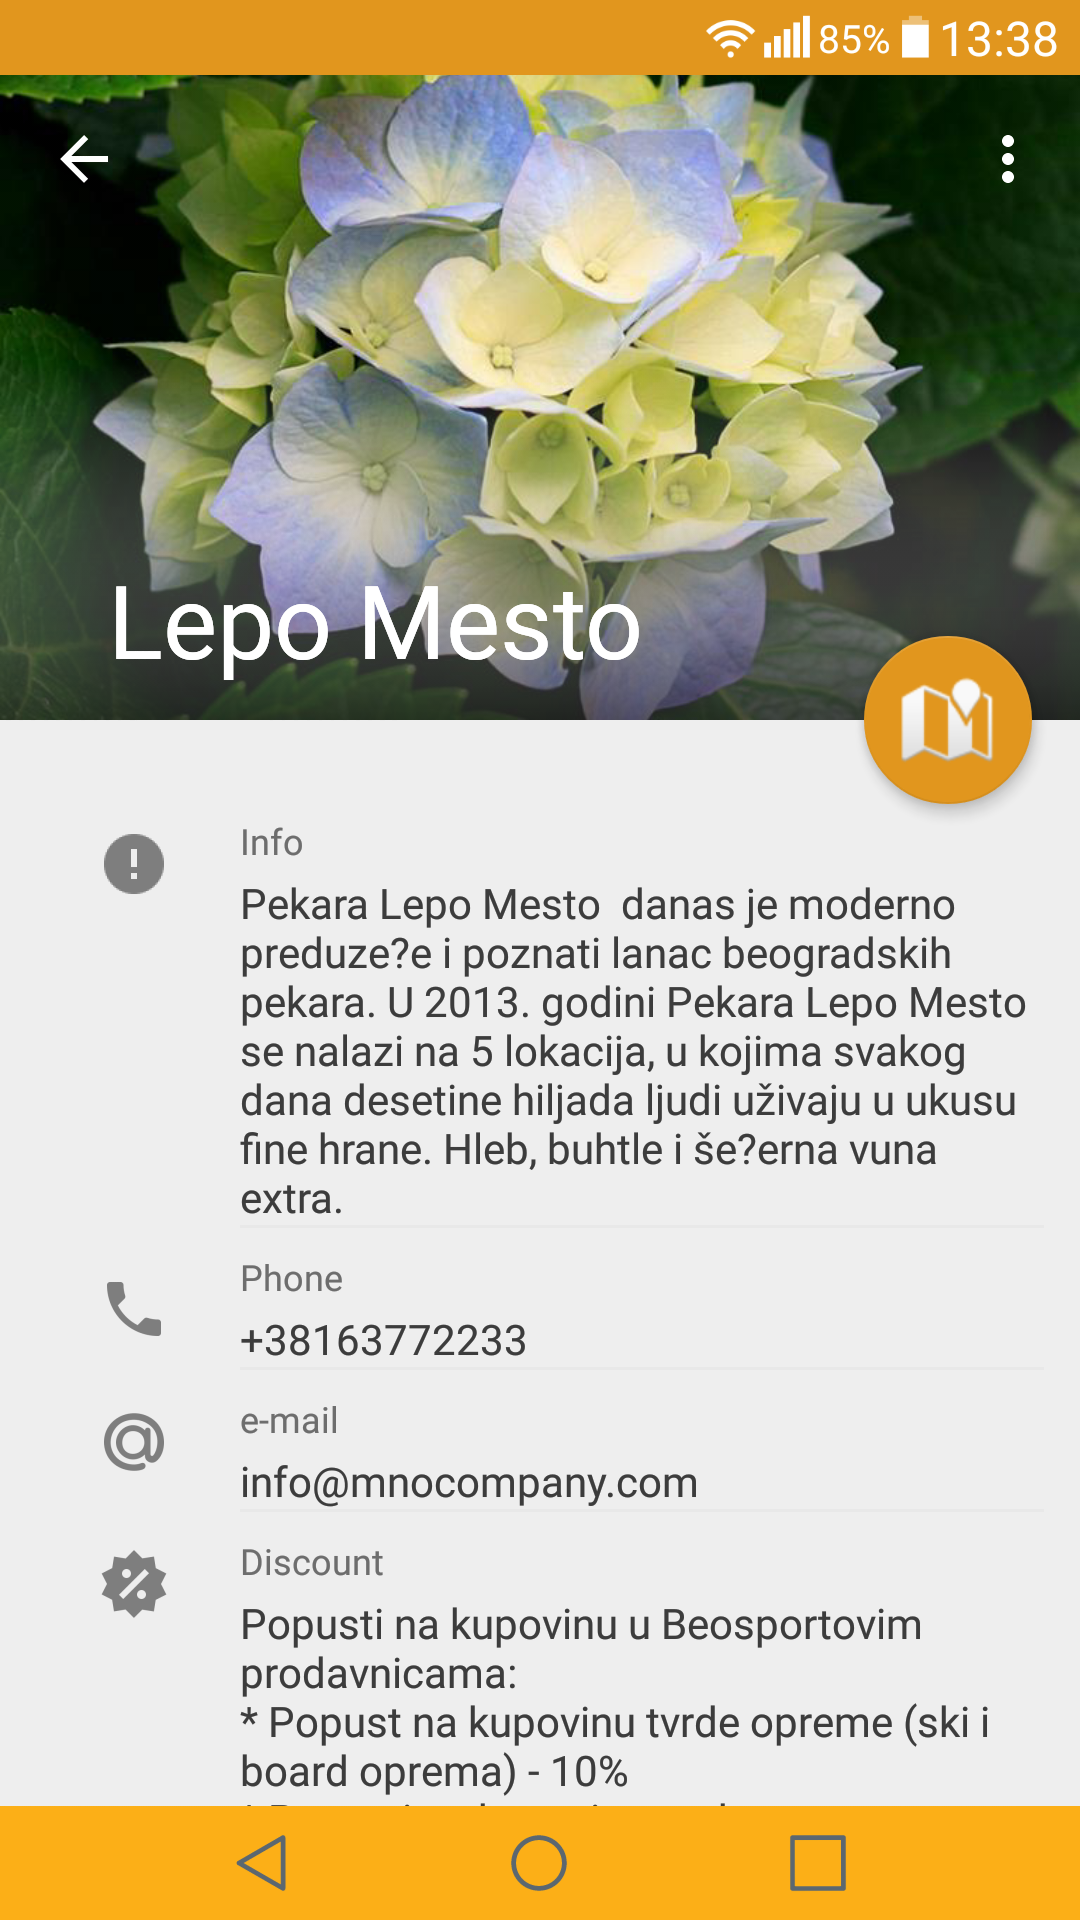 85% 13:38
Lepo Mesto
Info
Pekara Lepo Mesto  danas je moderno
preduze?e i poznati lanac beogradskih
pekara. U 2013. godini Pekara Lepo Mesto
se nalazi na 5 lokacija, u kojima svakog
dana desetine hiljada ljudi uživaju u ukusu
fine hrane. Hleb, buhtle i še?erna vuna
extra.
Phone
+38163772233
e-mail
info@mnocompany.com
Discount
Popusti na kupovinu u Beosportovim
prodavnicama:
* Popust na kupovinu tvrde opreme (ski i
board oprema) - 10%